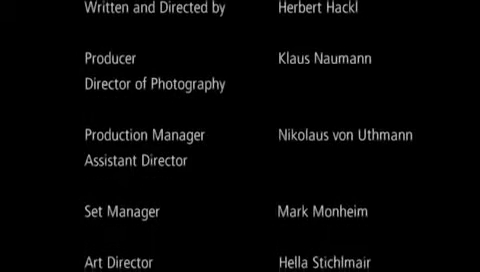 Written and Directed by Herbert Hackl
Producer Klaus Naumann
Director of Photography
Production Manager Nikolaus von Uthmann
Assistant Director
Set Manager Mark Monheim
Art Director Hella Stichlmair